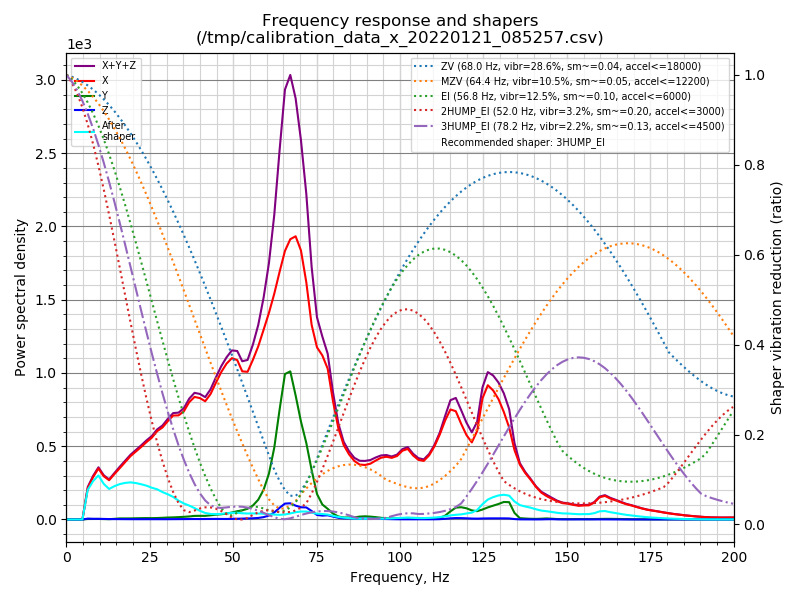 Frequency response and shapers
(/tmp/calibration_data_x_20220121_085257.csv)
1e3
X+Y+Z
X
Y
Z
After
shaper
ZV (68.0 Hz, vibr=28.6%, sm~=0.04, accel<=18000)
MZV (64.4 Hz, vibr=10.5%, sm~=0.05, accel<=12200)
EI (56.8 Hz, vibr=12.5%, sm~=0.10, accel<=6000)
2HUMP_EI (52.0 Hz, vibr=3.2%, sm~=0.20, accel<=3000)
3HUMP_EI (78.2 Hz, vibr=2.2%, sm~=0.13, accel<=4500)
Recommended shaper: 3HUMP_EI
3.0
2.5
2.0
1.5
1.0
0.5
0.0
Power spectral density
1.0
0.8
0.6
0.4
0.2
0.0
Shaper vibration reduction (ratio)
0 25 50 75 100 125 150 175 200
Frequency, Hz